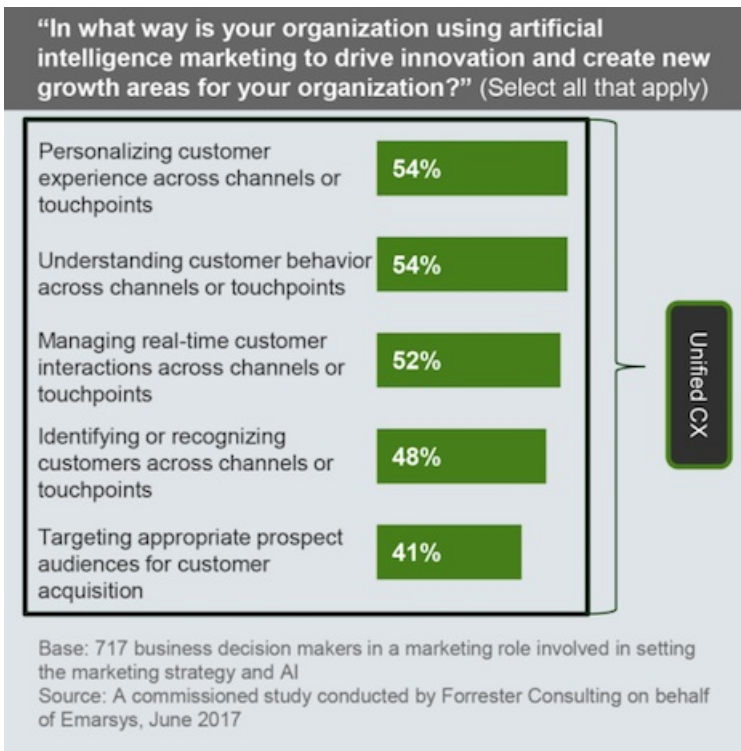 “In what way is your organization using artificial
intelligence marketing to drive innovation and create new
growth areas for your organization?” (Select all that apply)
Personalizing customer
experience across channels or
touchpoints
54%
Understanding customer behavior
across channels or touchpoints
54%
Managing real-time customer
interactions across channels or
touchpoints
52%
Identifying or recognizing
customers across channels or
touchpoints
48%
Targeting appropriate prospect
audiences for customer
acquisition
41%
Unified CX
Base: 717 business decision makers in a marketing role involved in setting
the marketing strategy and AI
Source: A commissioned study conducted by Forrester Consulting on behalf
of Emarsys, June 2017